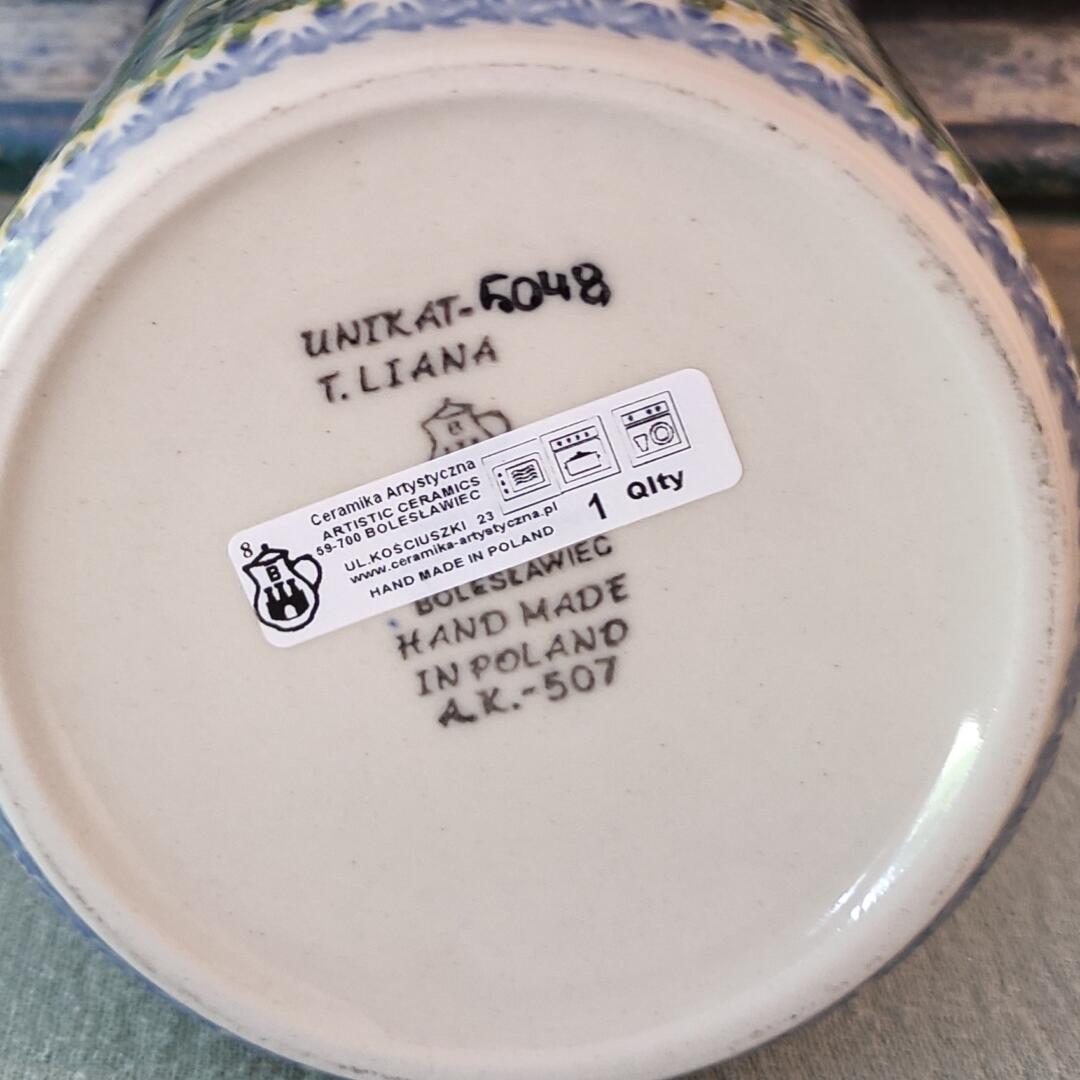 UNIKAT-5048
T. LIANA
B
8
B
Ceramika Artystyczna
ARTISTIC CERAMICS
59-700 BOLESŁAWIEC
UL.KOŚCIUSZKI 23
www.ceramika-artystyczna.pl
HAND MADE IN POLAND
1 Qlty
BOLESŁAWIEC
HAND MADE
IN POLAND
A.K.-507